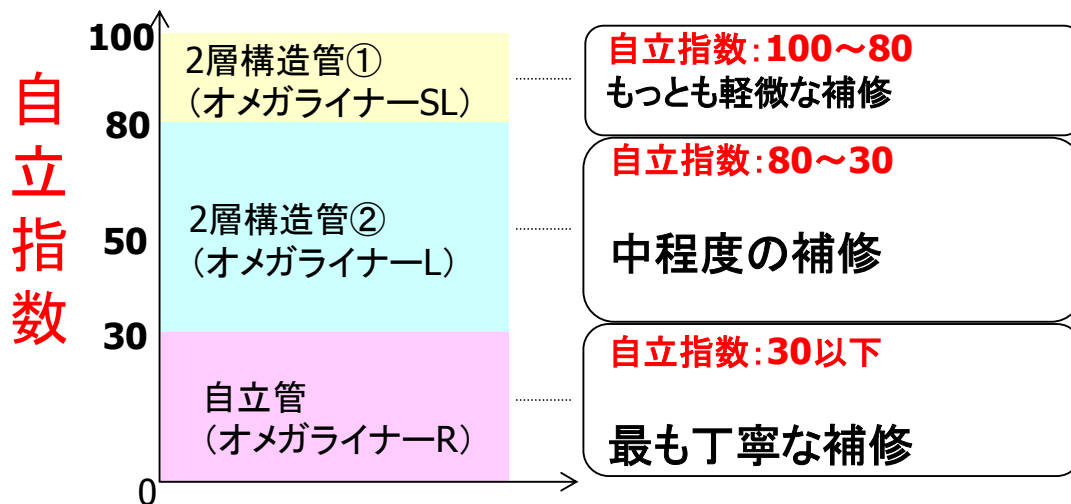 自立指数
100
80
50
30
0
2層構造管①
(オメガライナーSL)
2層構造管②
(オメガライナーL)
自立管
(オメガライナーR)
自立指数:100～80
もっとも軽微な補修
自立指数:80～30
中程度の補修
自立指数:30以下
最も丁寧な補修